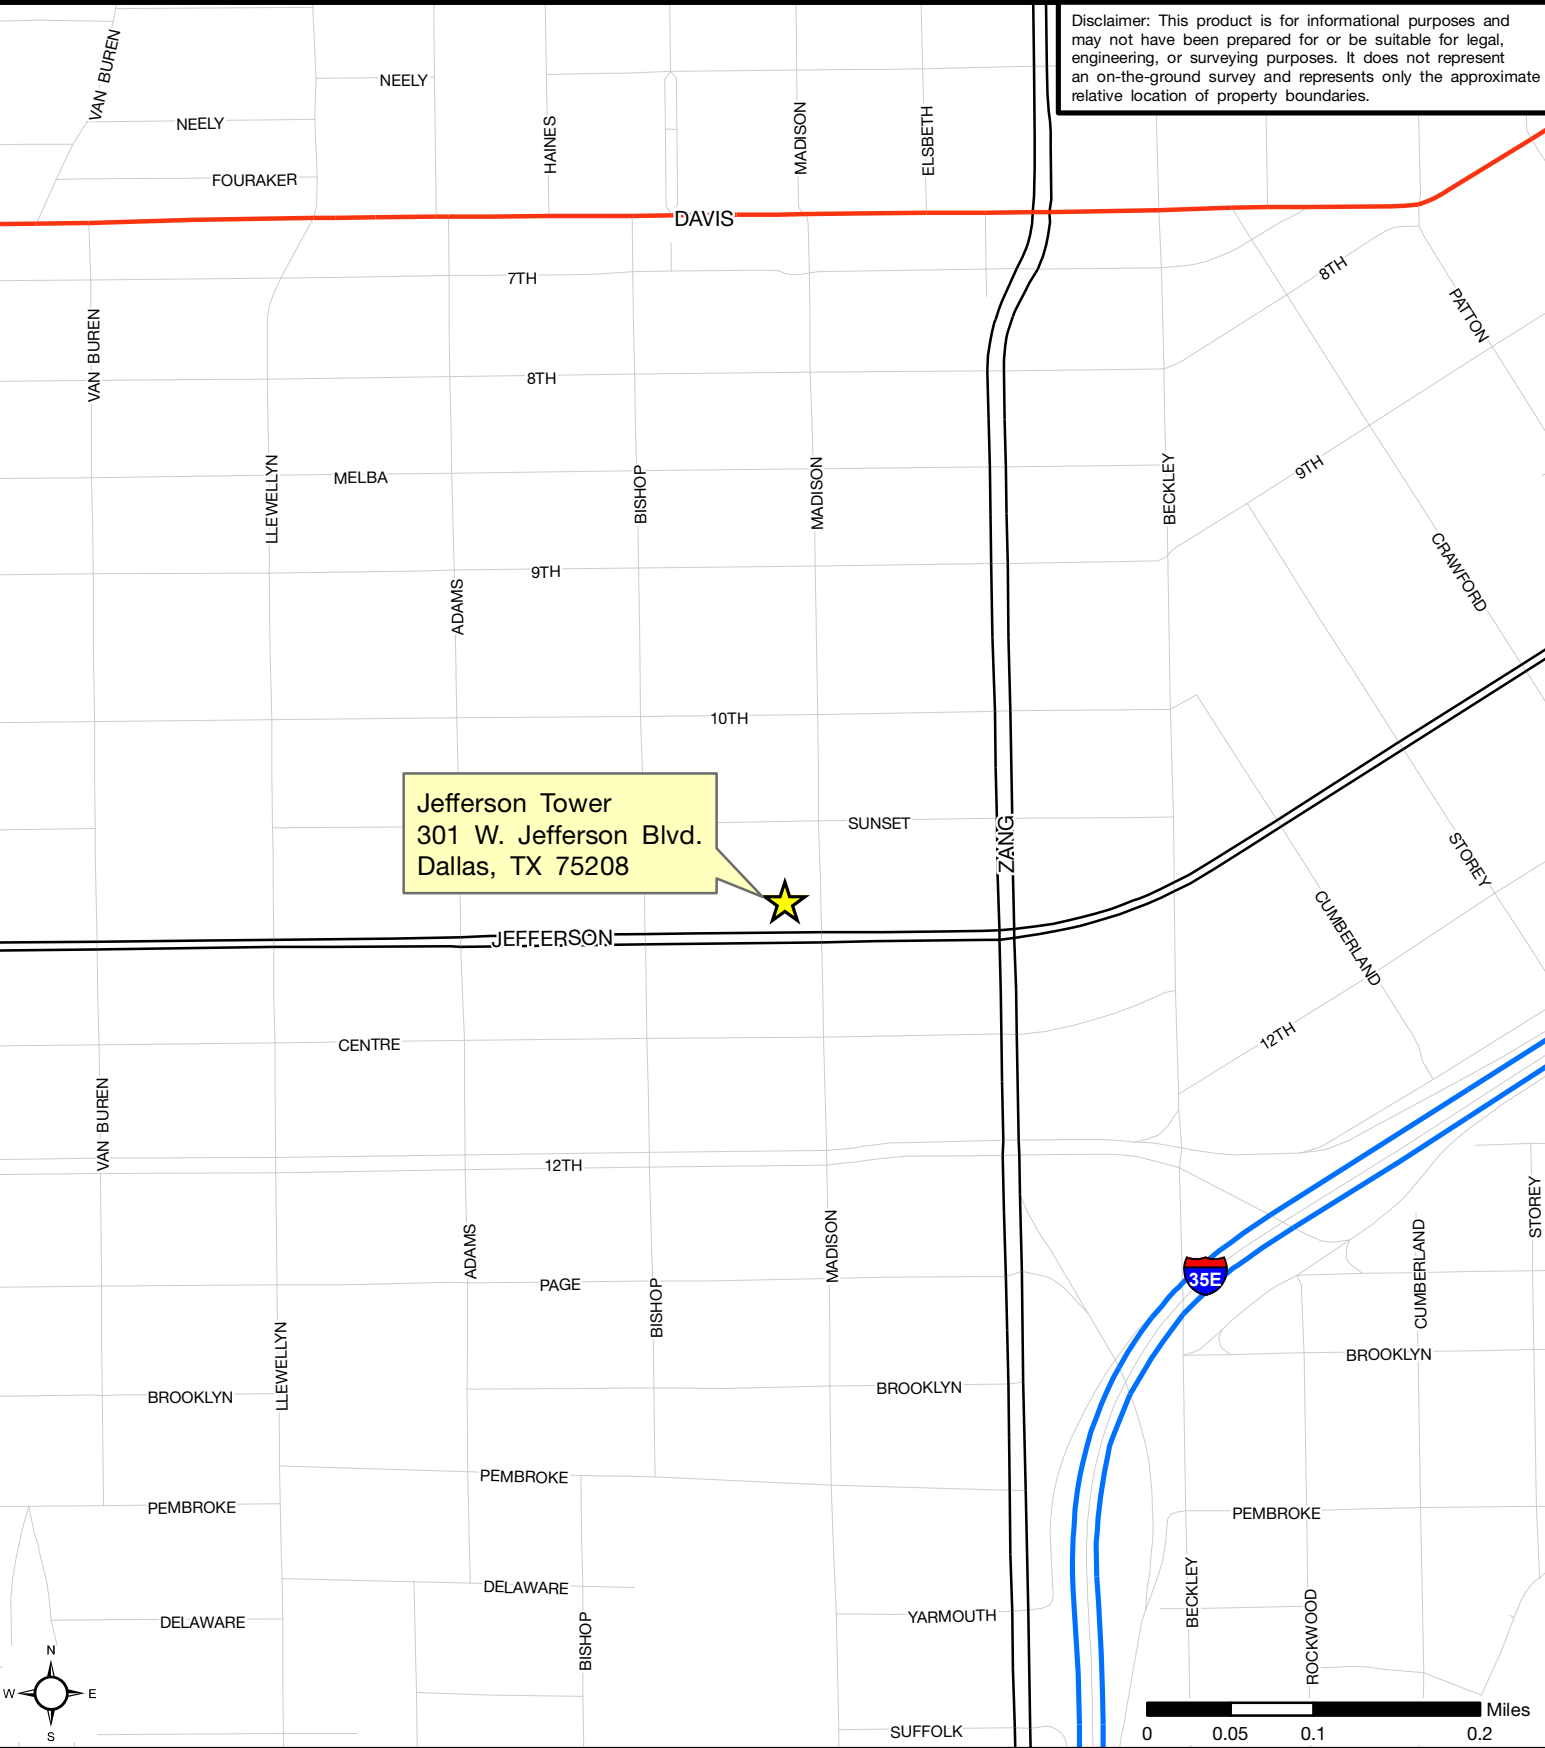 Disclaimer: This product is for informational purposes and
may not have been prepared for or be suitable for legal,
engineering, or surveying purposes. It does not represent
an on-the-ground survey and represents only the approximate
relative location of property boundaries.
VAN BUREN
NEELY
NEELY
HAINES
MADISON
ELSBETH
FOURAKER
DAVIS
7TH
8TH
PATTON
VAN BUREN
8TH
LLEWELLYN
MELBA
BISHOP
MADISON
BECKLEY
9TH
9TH
ADAMS
CRAWFORD
10TH
Jefferson Tower
301 W. Jefferson Blvd.
Dallas, TX 75208
SUNSET
ZANG
STOREY
JEFFERSON
CUMBERLAND
CENTRE
12TH
VAN BUREN
12TH
ADAMS
MADISON
STOREY
CUMBERLAND
35E
PAGE
BISHOP
LLEWELLYN
BROOKLYN
BROOKLYN
BROOKLYN
PEMBROKE
PEMBROKE
PEMBROKE
DELAWARE
BECKLEY
DELAWARE
YARMOUTH
BISHOP
ROCKWOOD
N
W
E
S
SUFFOLK
Miles
0
0.05
0.1
0.2